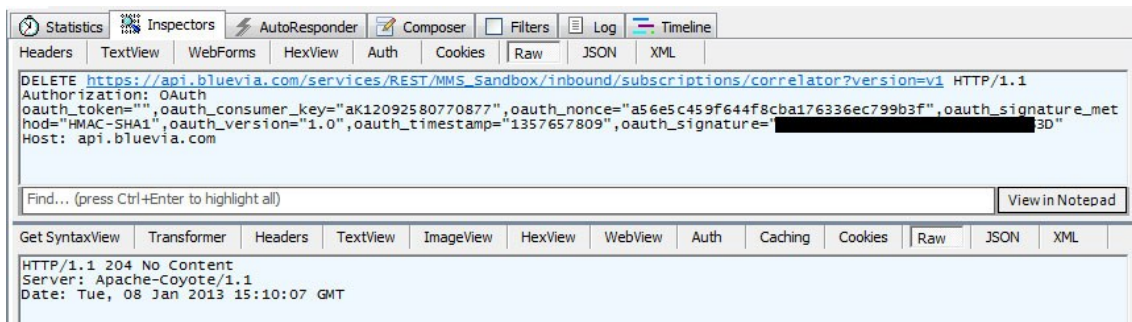 Statistics Inspectors AutoResponder Composer Filters Log Timeline
Headers TextView WebForms HexView Auth Cookies Raw JSON XML
DELETE https://api.bluevia.com/services/REST/MMS_Sandbox/inbound/subscriptions/correlator?version=v1 HTTP/1.1
Authorization: OAuth
oauth_token="",oauth_consumer_key="aK12092580770877",oauth_nonce="a56e5c459f644f8cba176336ec799b3f",oauth_signature_met
hod="HMAC-SHA1",oauth_version="1.0",oauth_timestamp="1357657809",oauth_signature=" 3D"
Host: api.bluevia.com
Find... (press Ctrl+Enter to highlight all) View in Notepad
Get SyntaxView Transformer Headers TextView ImageView HexView WebView Auth Caching Cookies Raw JSON XML
HTTP/1.1 204 No Content
Server: Apache-Coyote/1.1
Date: Tue, 08 Jan 2013 15:10:07 GMT